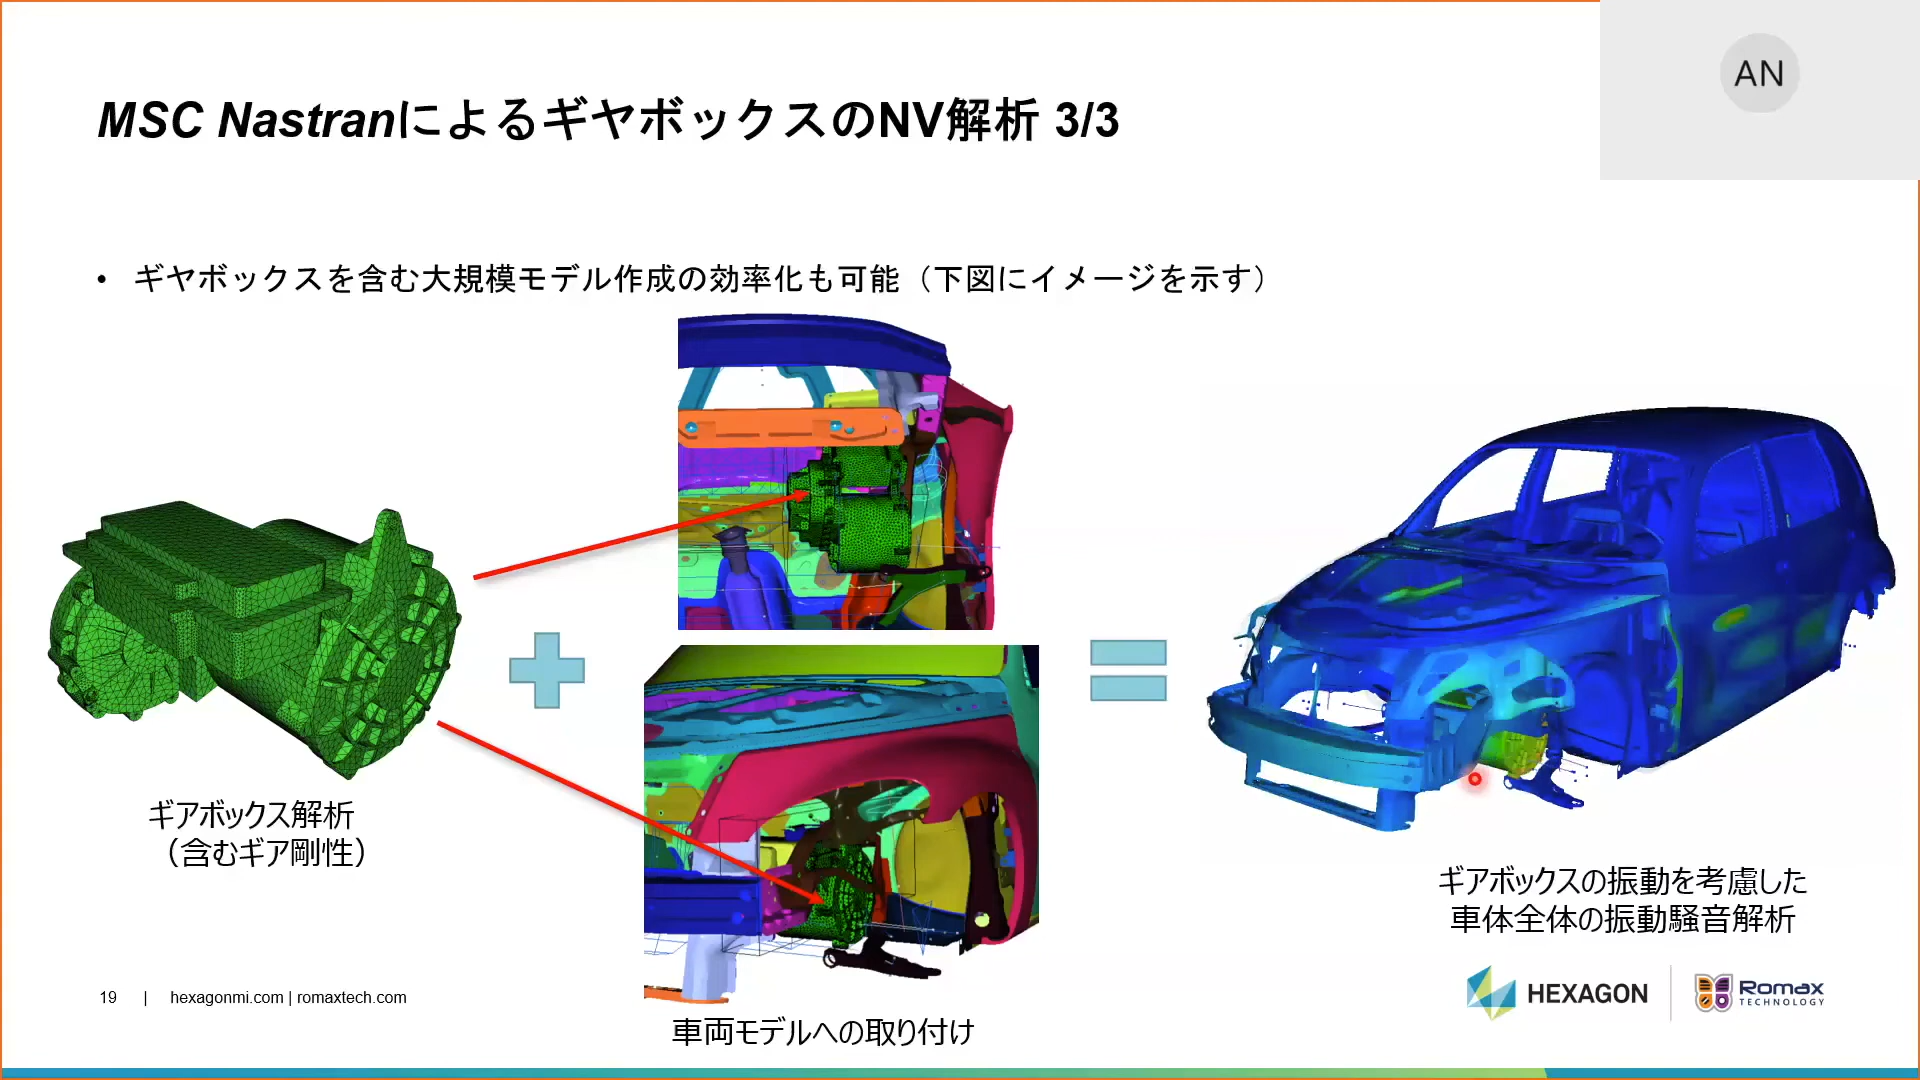 AN
MSC NastranによるギヤボックスのNV解析 3/3
• ギヤボックスを含む大規模モデル作成の効率化も可能（下図にイメージを示す）
ギアボックス解析
（含むギア剛性）
車両モデルへの取り付け
ギアボックスの振動を考慮した
車体全体の振動騒音解析
19 | hexagonmi.com | romaxtech.com
HEXAGON
Romax
TECHNOLOGY